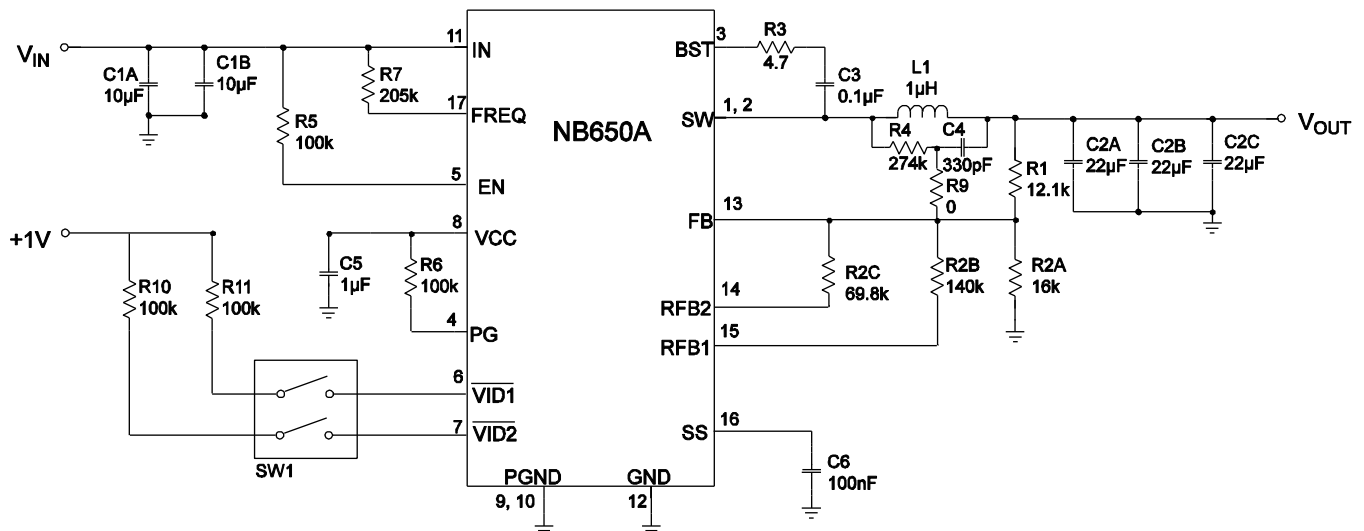 V_IN
C1A
10µF
C1B
10µF
R5
100k
R7
205k
11
IN
17
FREQ
5
EN
8
VCC
4
PG
6
VID1
7
VID2
+1V
R10
100k
R11
100k
C5
1µF
R6
100k
SW1
NB650A
PGND
9, 10
GND
12
3
BST
R3
4.7
C3
0.1µF
1, 2
SW
L1
1µH
R4
274k
C4
330pF
R9
0
R1
12.1k
C2A
22µF
C2B
22µF
C2C
22µF
V_OUT
13
FB
R2C
69.8k
R2B
140k
R2A
16k
14
RFB2
15
RFB1
16
SS
C6
100nF